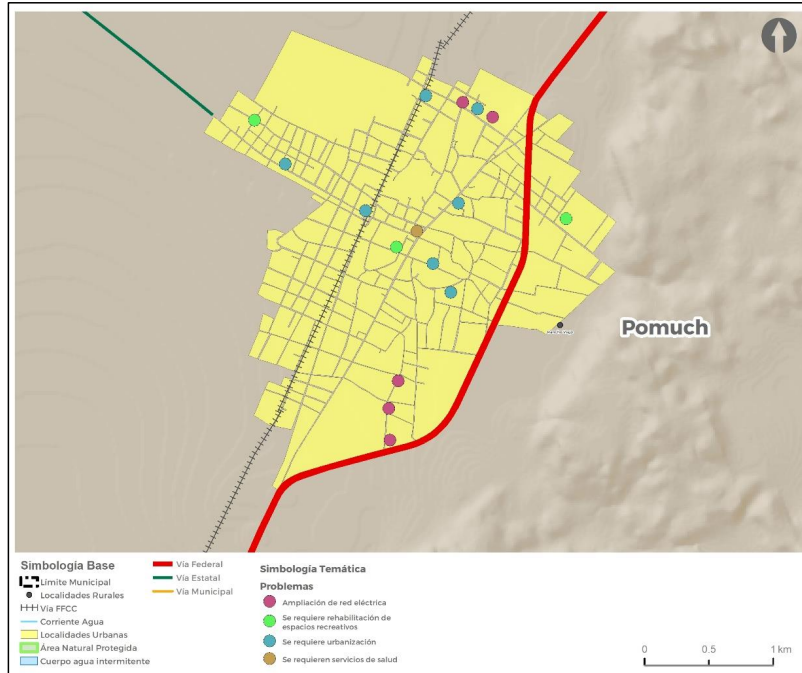 Pomuch
Simbología Base
Límite Municipal
Localidades Rurales
Vía FFCC
Corriente Agua
Localidades Urbanas
Área Natural Protegida
Cuerpo agua intermitente
Vía Federal
Vía Estatal
Vía Municipal
Simbología Temática
Problemas
Ampliación de red eléctrica
Se requiere rehabilitación de
espacios recreativos
Se requiere urbanización
Se requieren servicios de salud
0 0.5 1 km